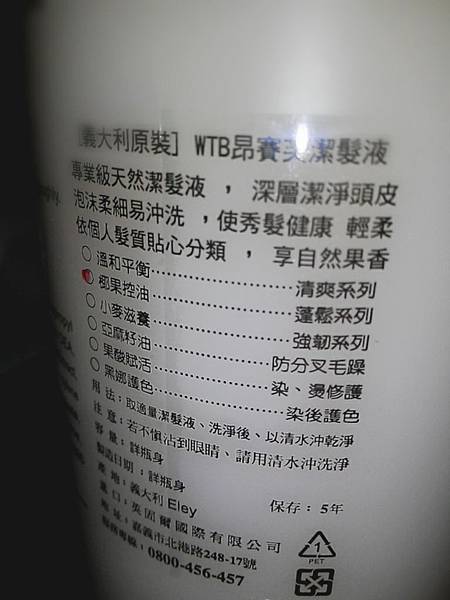 [義大利原裝] WTB昂賽芙潔髮液
專業級天然潔髮液 ， 深層潔淨頭皮
泡沫柔細易沖洗 ，使秀髮健康 輕柔
依個人髮質貼心分類 ， 享自然果香
溫和平衡……………………清爽系列
椰果控油……………………蓬鬆系列
小麥滋養……………………強韌系列
亞麻籽油……………………防分叉毛躁
果酸賦活……………………染、燙修護
黑娜護色……………………染後護色
用 法：取適量潔髮液、洗淨後、以清水沖乾淨
注 意：若不慎沾到眼睛、請用清水沖洗淨
容 量：詳瓶身
製造日期：詳瓶身
產 地：義大利 Eley
保存： 5年
進 口：英固爾國際有限公司
地 址：嘉義市北港路248-17號
服務專線：0800-456-457
1
PET